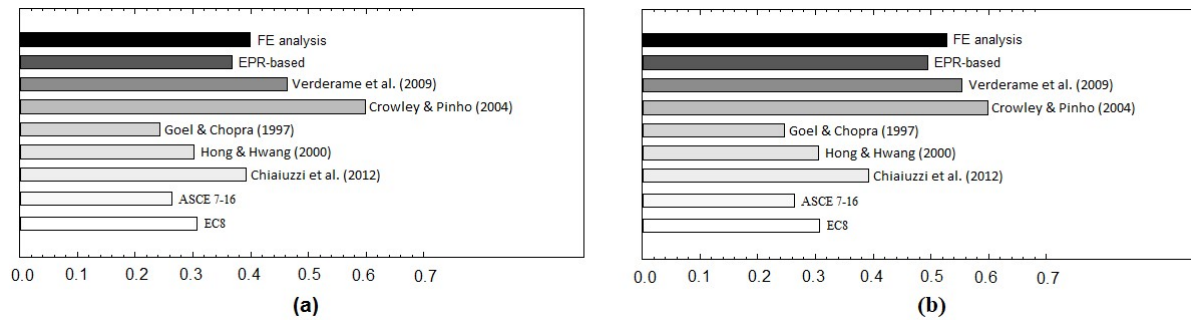 FE analysis
EPR-based
Verderame et al. (2009)
Crowley & Pinho (2004)
Goel & Chopra (1997)
Hong & Hwang (2000)
Chiaiuzzi et al. (2012)
ASCE 7-16
EC8
0.0 0.1 0.2 0.3 0.4 0.5 0.6 0.7
(a)
FE analysis
EPR-based
Verderame et al. (2009)
Crowley & Pinho (2004)
Goel & Chopra (1997)
Hong & Hwang (2000)
Chiaiuzzi et al. (2012)
ASCE 7-16
EC8
0.0 0.1 0.2 0.3 0.4 0.5 0.6 0.7
(b)